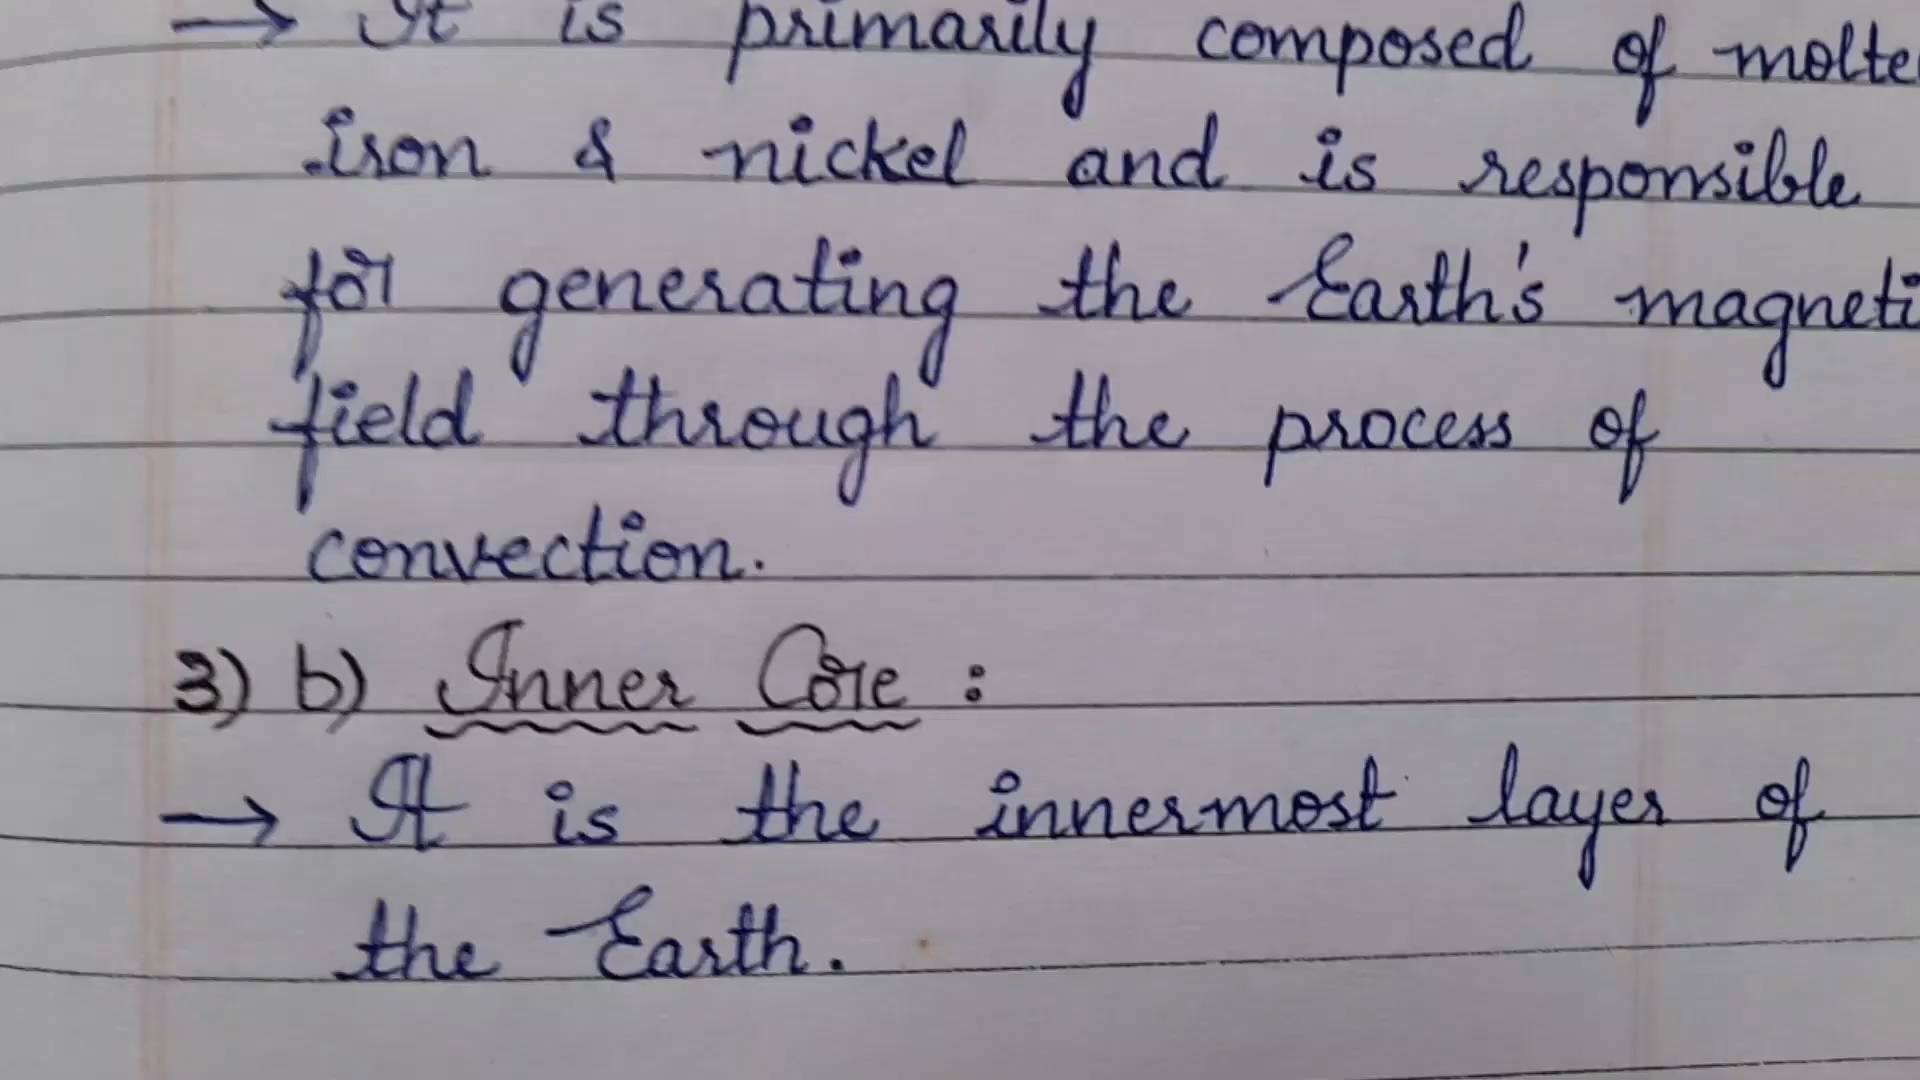 → It is primarily composed of molte
iron & nickel and is responsible
for generating the Earth's magneti
field through the process of
convection.
3) b) Inner Core :
→ It is the innermost layer of
the Earth.